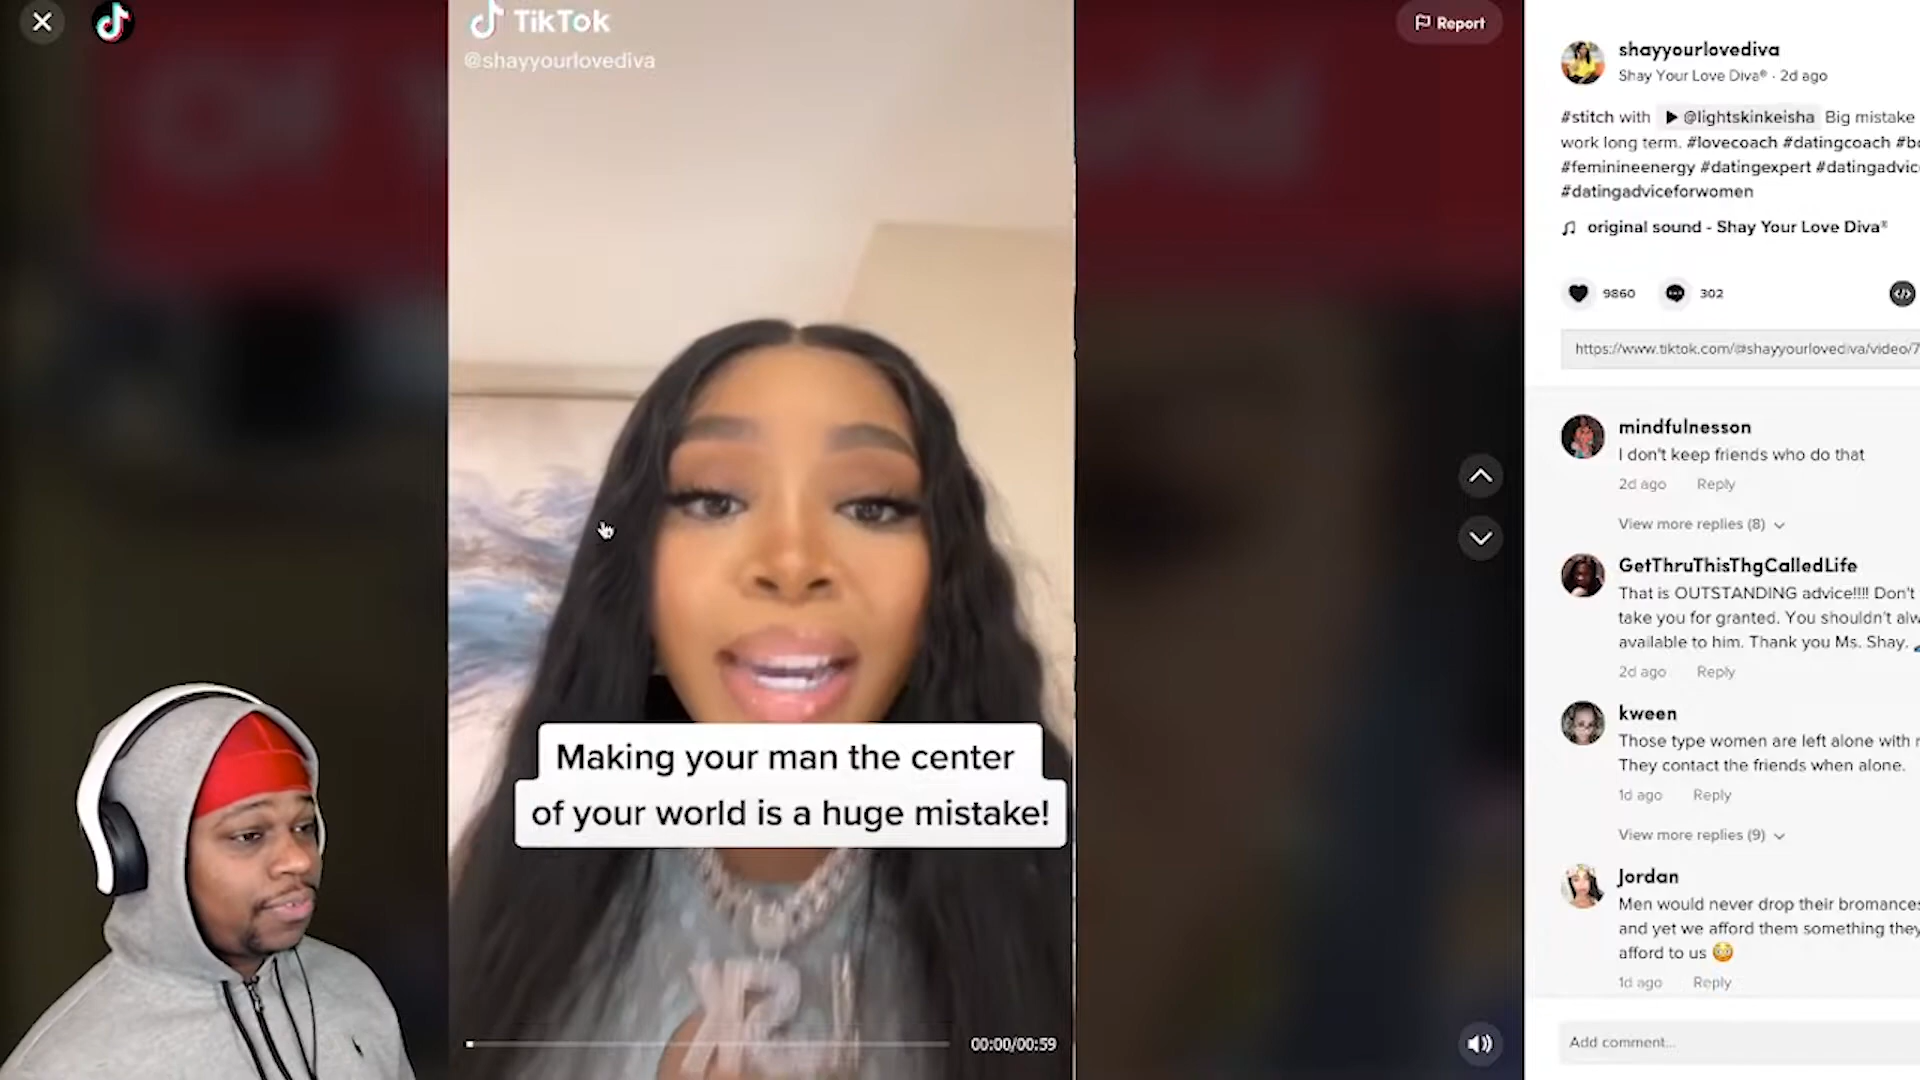 TikTok
@shayyourlovediva
Report
Making your man the center
of your world is a huge mistake!
00:00/00:59
shayyourlovediva
Shay Your Love Diva® · 2d ago
#stitch with ▶ @lightskinkeisha Big mistake
work long term. #lovecoach #datingcoach
#feminineenergy #datingexpert
#datingadviceforwomen
original sound - Shay Your Love Diva®
9860 302
https://www.tiktok.com/@shayyourlovediva/video/7
mindfulnesson
I don't keep friends who do that
2d ago Reply
View more replies (8)
GetThruThisThgCalledLife
That is OUTSTANDING advice!!!! Don't
take you for granted. You shouldn't
available to him. Thank you Ms. Shay.
2d ago Reply
kween
Those type women are left alone with
They contact the friends when alone.
1d ago Reply
View more replies (9)
Jordan
Men would never drop their bromances
and yet we afford them something they
afford to us 😳
1d ago Reply
Add comment...